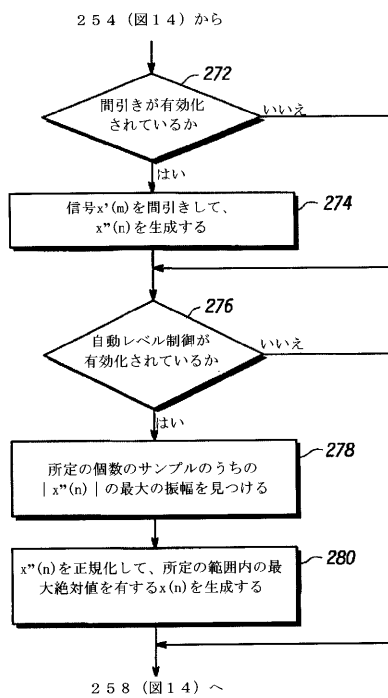 254（図14）から
272
間引きが有効化
されているか
いいえ
はい
信号x'(m)を間引きして、
x"(n)を生成する
274
276
自動レベル制御が
有効化されているか
いいえ
はい
所定の個数のサンプルのうちの
|x"(n)|の最大の振幅を見つける
278
x"(n)を正規化して、所定の範囲内の最
大絶対値を有するx(n)を生成する
280
258（図14）へ